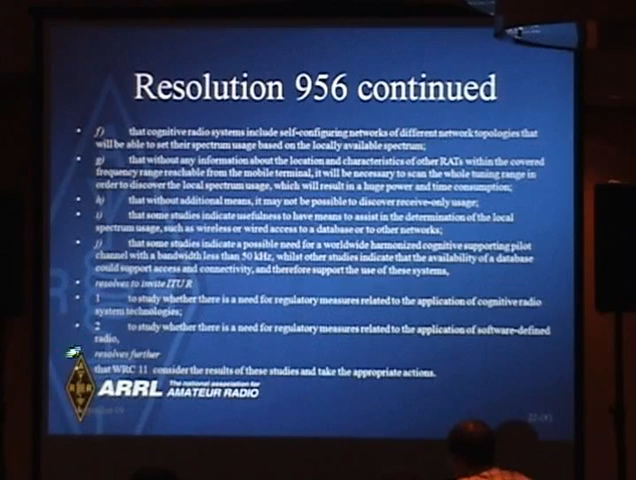 Resolution 956 continued
• f) that cognitive radio systems include self-configuring networks of different network topologies that
will be able to set their spectrum usage based on the locally available spectrum;
• g) that without any information about the location and characteristics of other RATs within the covered
frequency range reachable from the mobile terminal, it will be necessary to scan the whole tuning range in
order to discover the local spectrum usage, which will result in a huge power and time consumption;
• h) that without additional means, it may not be possible to discover receive-only usage;
• i) that some studies indicate usefulness to have means to assist in the determination of the local
spectrum usage, such as wireless or wired access to a database or to other networks;
• j) that some studies indicate a possible need for a worldwide harmonized cognitive supporting pilot
channel with a bandwidth less than 50 kHz, whilst other studies indicate that the availability of a database
could support access and connectivity, and therefore support the use of these systems,
• resolves to invite ITU R
• 1 to study whether there is a need for regulatory measures related to the application of cognitive radio
system technologies;
• 2 to study whether there is a need for regulatory measures related to the application of software-defined
radio,
resolves further
that WRC 11 consider the results of these studies and take the appropriate actions.
ARRL The national association for
AMATEUR RADIO